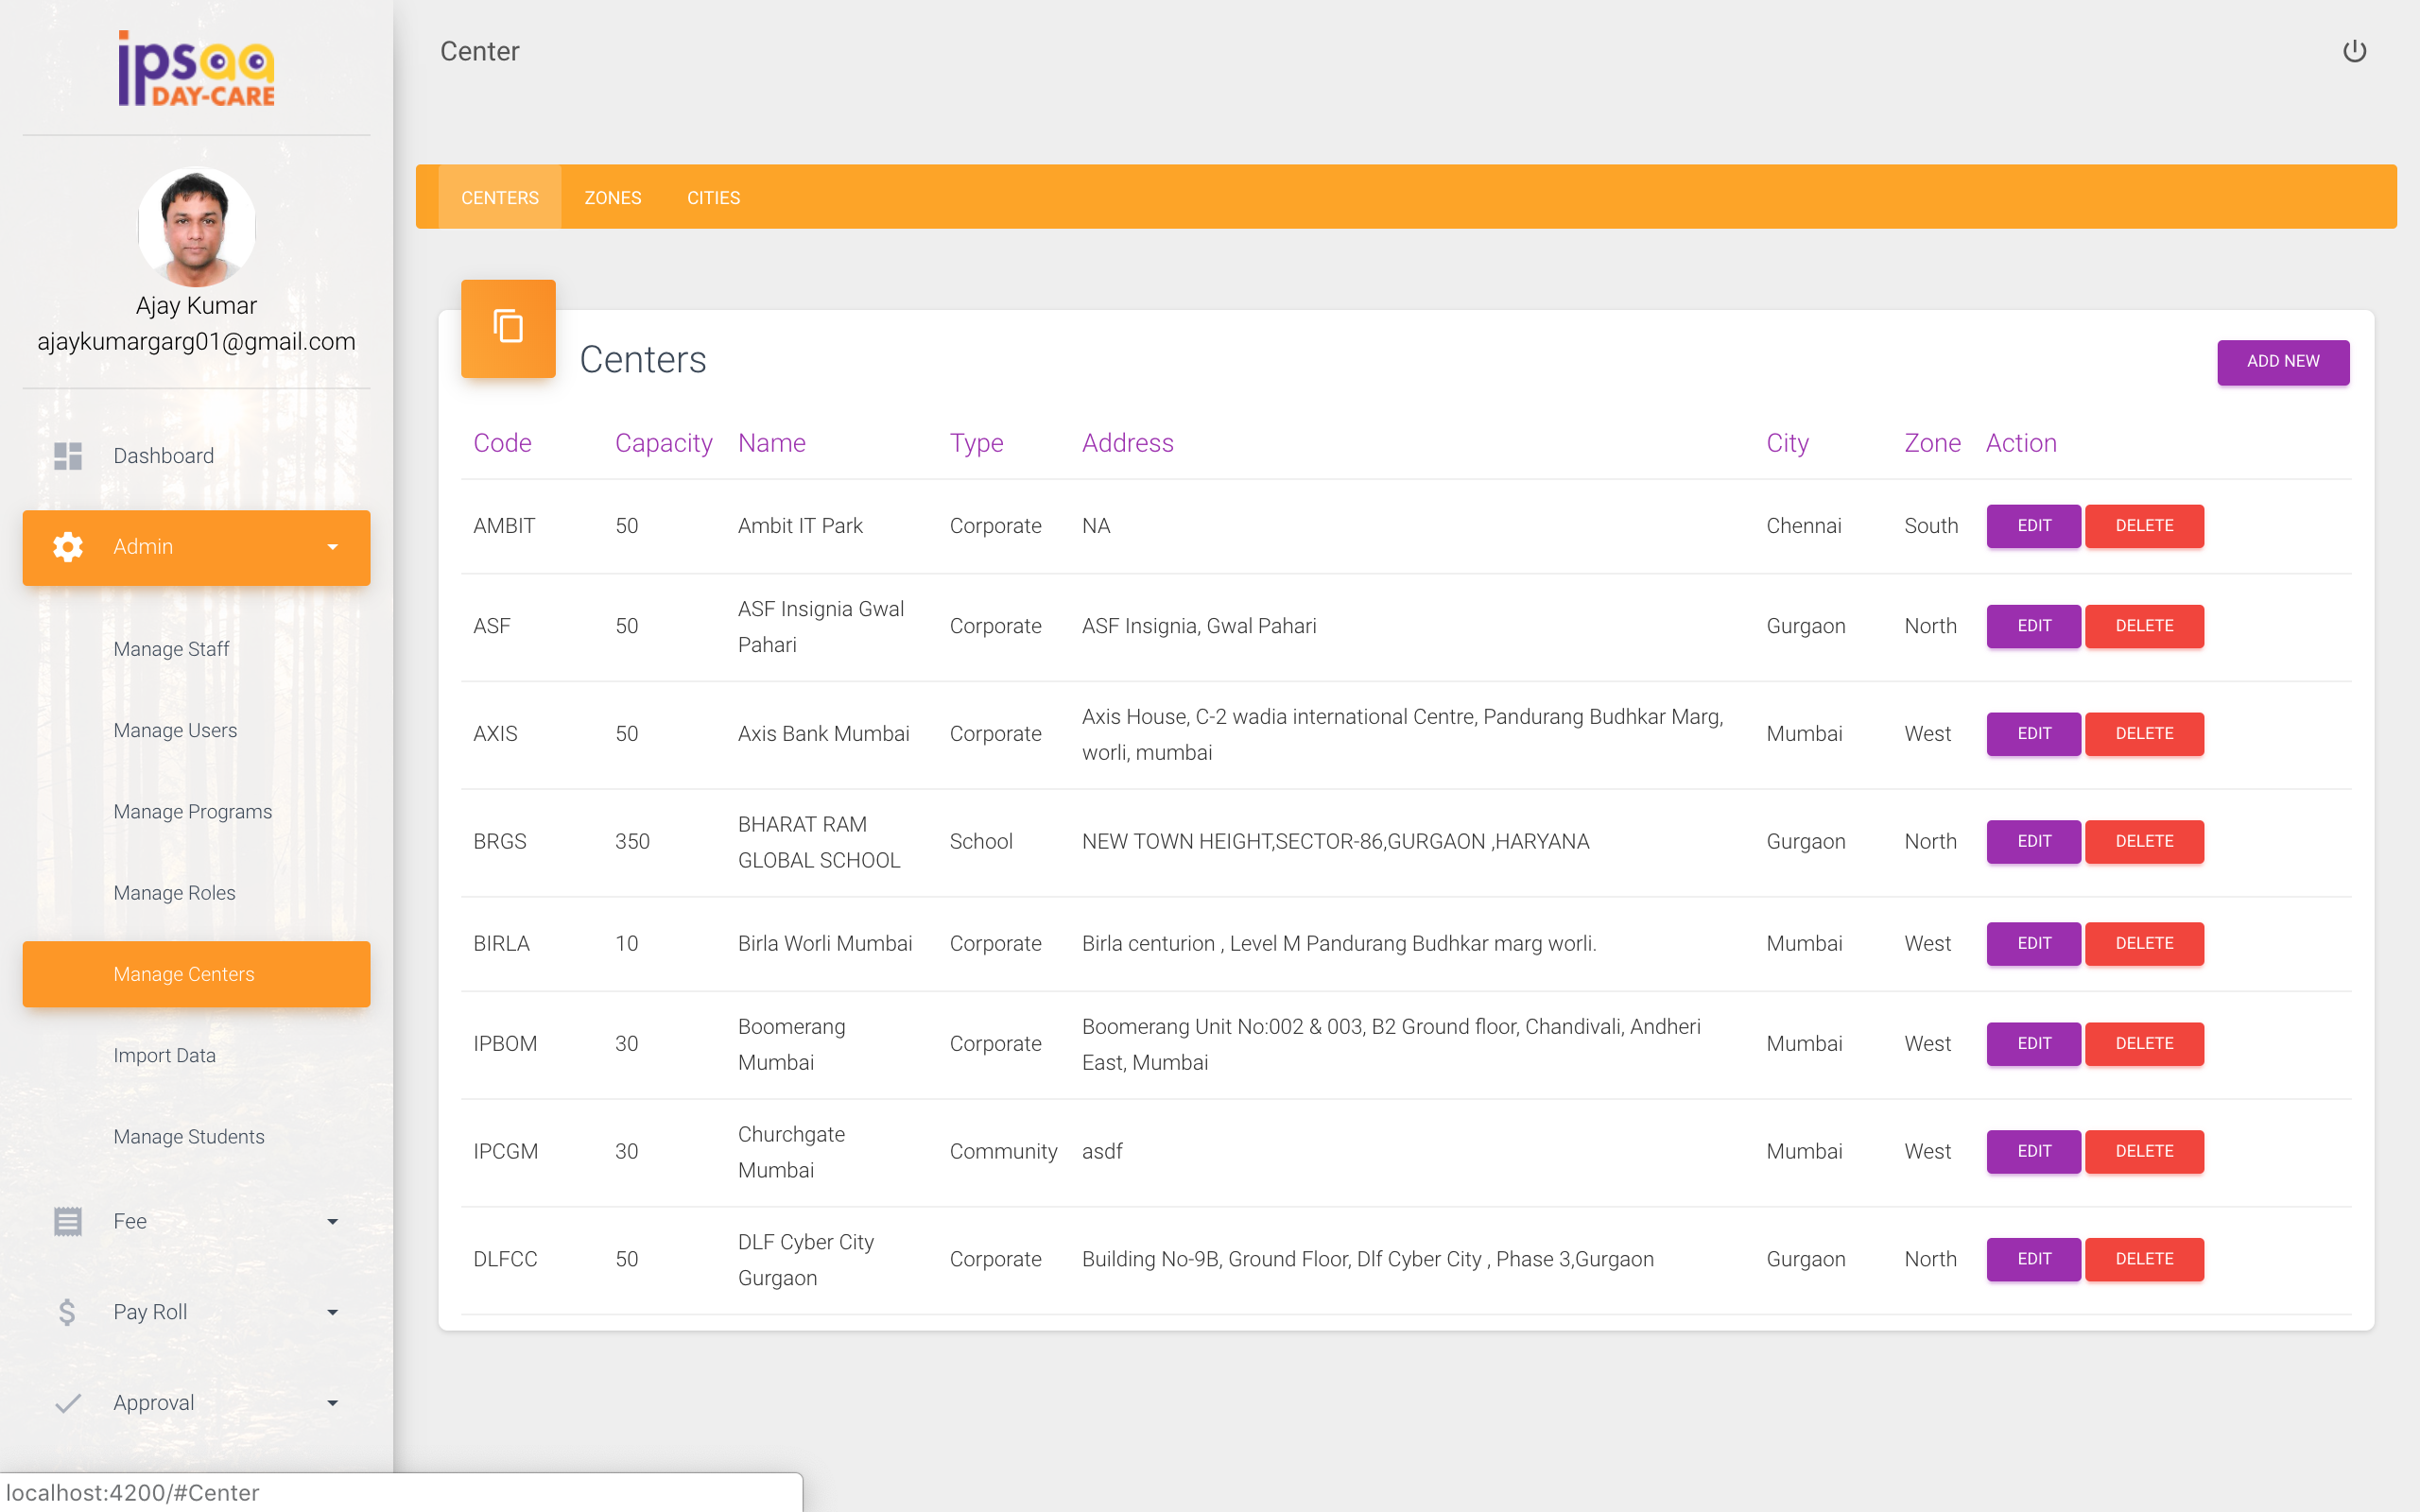 ipsaa
DAY-CARE
Ajay Kumar
ajaykumargarg01@gmail.com
Dashboard
Admin
Manage Staff
Manage Users
Manage Programs
Manage Roles
Manage Centers
Import Data
Manage Students
Fee
Pay Roll
Approval
localhost:4200/#Center
Center
CENTERS ZONES CITIES
Centers
ADD NEW
Code Capacity Name Type Address City Zone Action
AMBIT 50 Ambit IT Park Corporate NA Chennai South EDIT DELETE
ASF 50 ASF Insignia Gwal Pahari Corporate ASF Insignia, Gwal Pahari Gurgaon North EDIT DELETE
AXIS 50 Axis Bank Mumbai Corporate Axis House, C-2 wadia international Centre, Pandurang Budhkar Marg, worli, mumbai Mumbai West EDIT DELETE
BRGS 350 BHARAT RAM GLOBAL SCHOOL School NEW TOWN HEIGHT,SECTOR-86,GURGAON ,HARYANA Gurgaon North EDIT DELETE
BIRLA 10 Birla Worli Mumbai Corporate Birla centurion , Level M Pandurang Budhkar marg worli. Mumbai West EDIT DELETE
IPBOM 30 Boomerang Mumbai Corporate Boomerang Unit No:002 & 003, B2 Ground floor, Chandivali, Andheri East, Mumbai Mumbai West EDIT DELETE
IPCGM 30 Churchgate Mumbai Community asdf Mumbai West EDIT DELETE
DLFCC 50 DLF Cyber City Gurgaon Corporate Building No-9B, Ground Floor, Dlf Cyber City , Phase 3,Gurgaon Gurgaon North EDIT DELETE